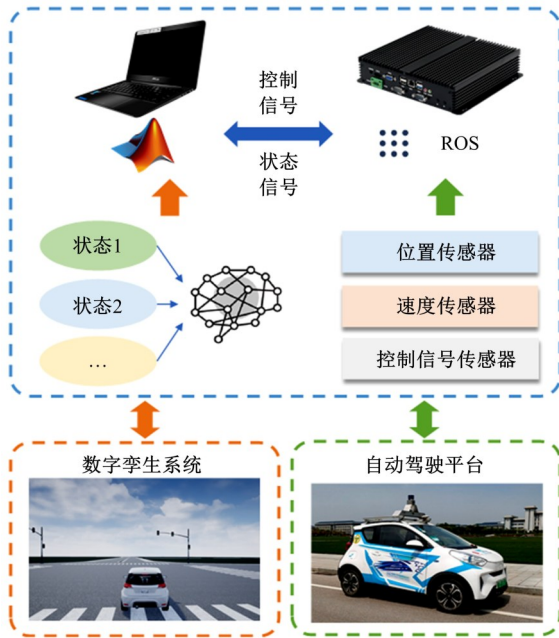 控制
信号
状态
信号
ROS
状态1
状态2
…
位置传感器
速度传感器
控制信号传感器
数字孪生系统
自动驾驶平台